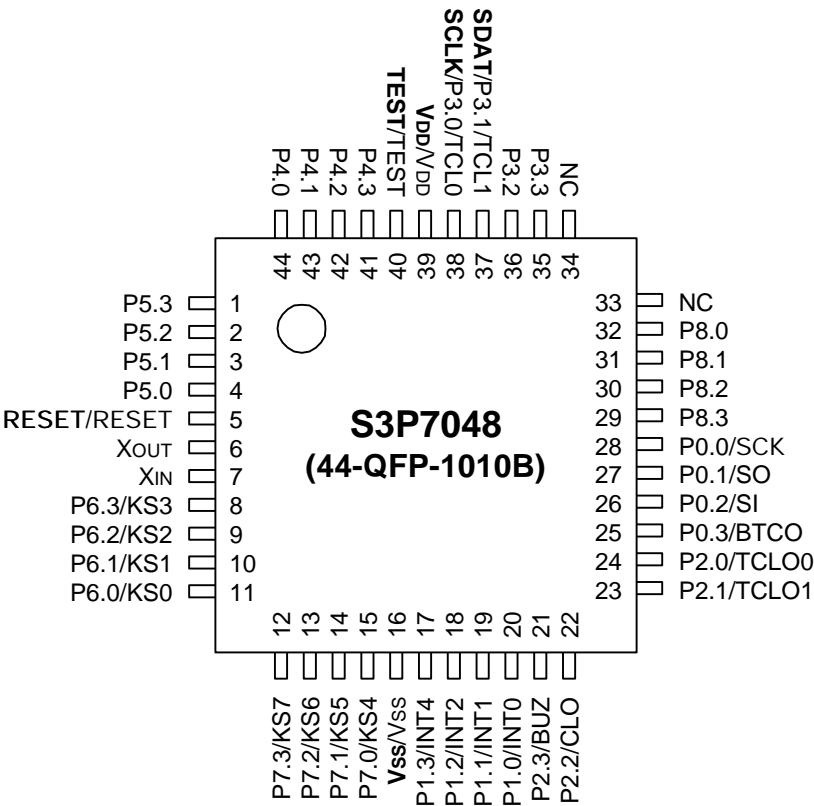 SCLK/P3.0/TCL0
SDAT/P3.1/TCL1
TEST/TEST
VDD/VDD
P4.0
P4.1
P4.2
P4.3
P3.2
P3.3
NC
44
43
42
41
40
39
38
37
36
35
34
P5.3 1
P5.2 2
P5.1 3
P5.0 4
RESET/RESET 5
XOUT 6
XIN 7
P6.3/KS3 8
P6.2/KS2 9
P6.1/KS1 10
P6.0/KS0 11
S3P7048
(44-QFP-1010B)
33 NC
32 P8.0
31 P8.1
30 P8.2
29 P8.3
28 P0.0/SCK
27 P0.1/SO
26 P0.2/SI
25 P0.3/BTCO
24 P2.0/TCLO0
23 P2.1/TCLO1
12
13
14
15
16
17
18
19
20
21
22
P7.3/KS7
P7.2/KS6
P7.1/KS5
P7.0/KS4
VSS/VSS
P1.3/INT4
P1.2/INT2
P1.1/INT1
P1.0/INT0
P2.3/BUZ
P2.2/CLO